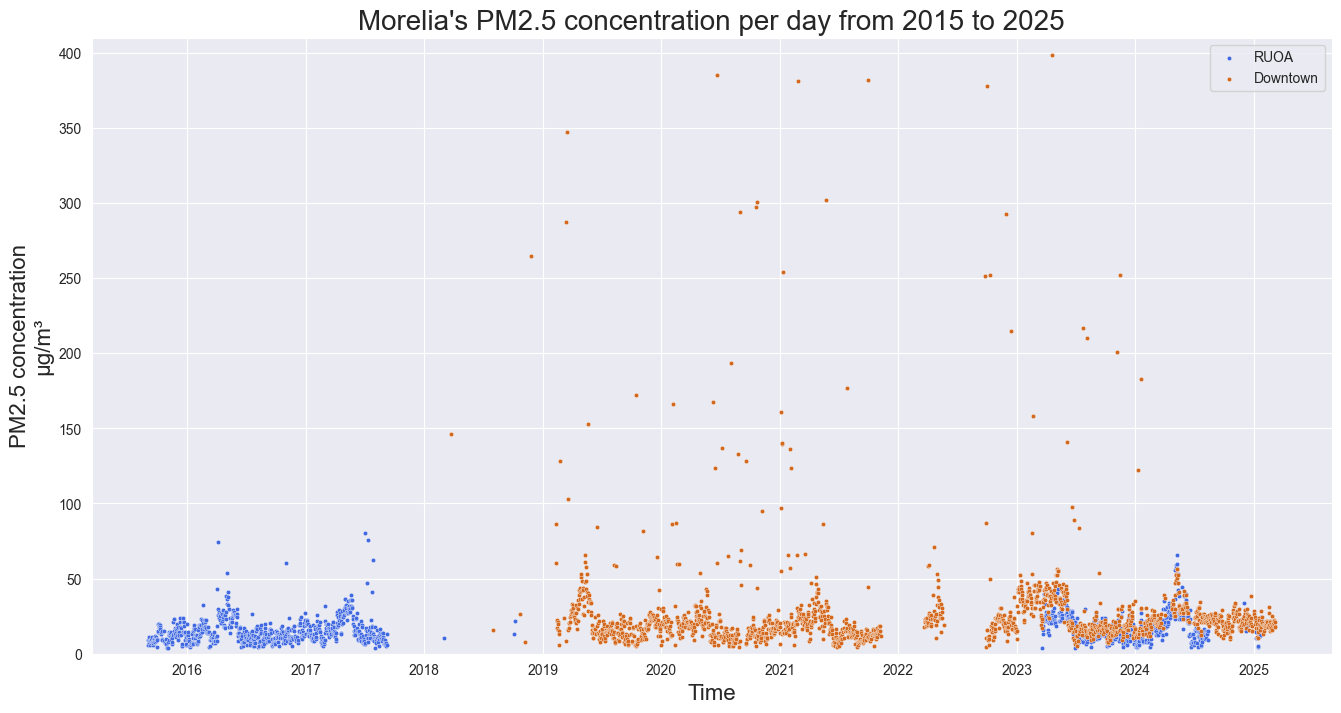 Morelia's PM2.5 concentration per day from 2015 to 2025
RUOA
Downtown
PM2.5 concentration
µg/m³
400
350
300
250
200
150
100
50
0
2016 2017 2018 2019 2020 2021 2022 2023 2024 2025
Time